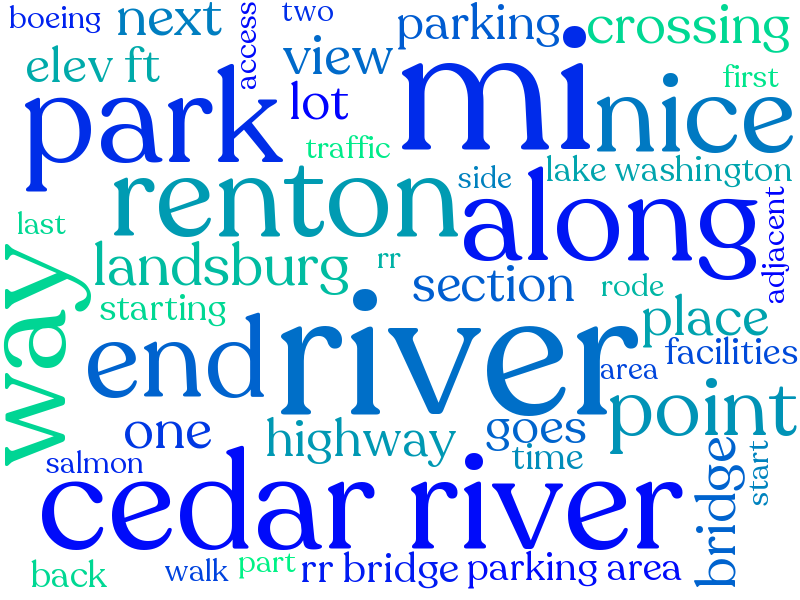 boeing
next
access
two
parking
crossing
elev ft
view
mi
first
park
lot
nice
traffic
renton
side
lake washington
along
adjacent
last
landsburg
rr
section
rode
way
starting
place
end
river
facilities
area
point
one
highway
goes
time
salmon
cedar river
bridge
start
back
walk
part
rr bridge
parking area